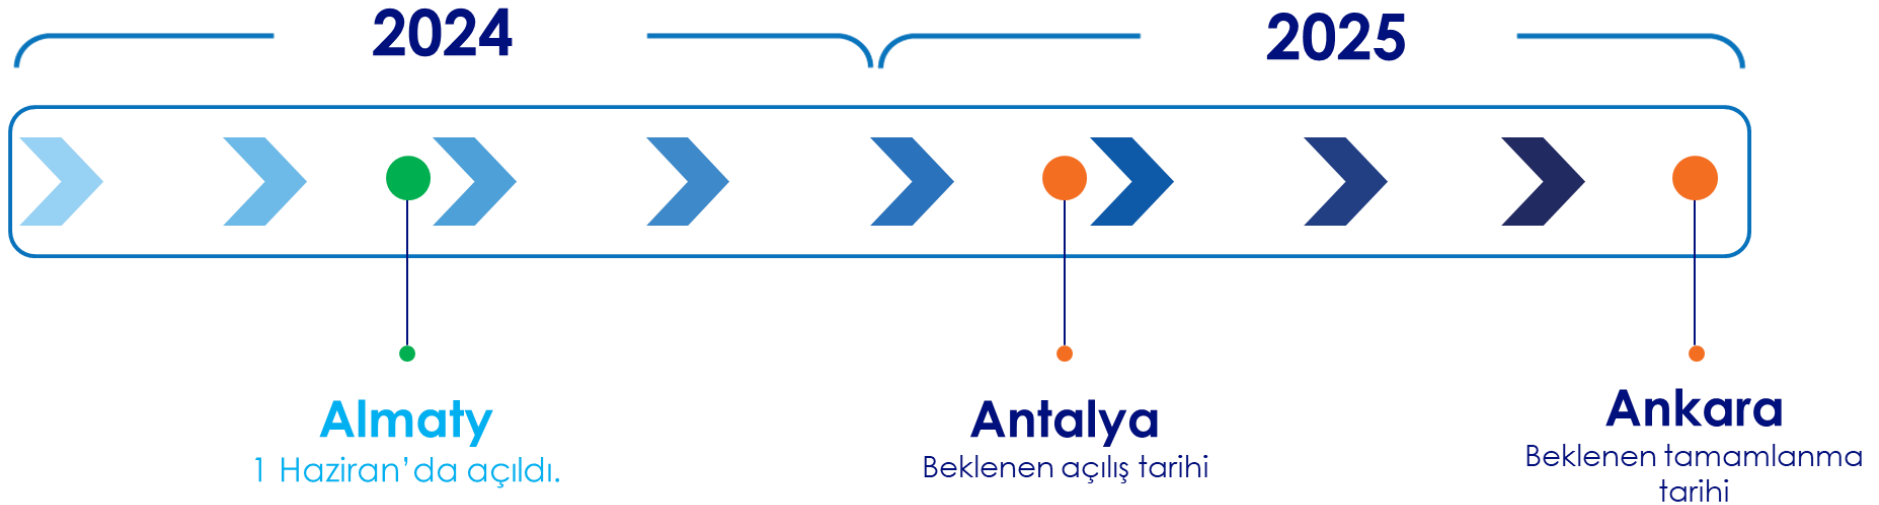 2024
2025
Almaty
1 Haziran'da açıldı.
Antalya
Beklenen açılış tarihi
Ankara
Beklenen tamamlanma
tarihi